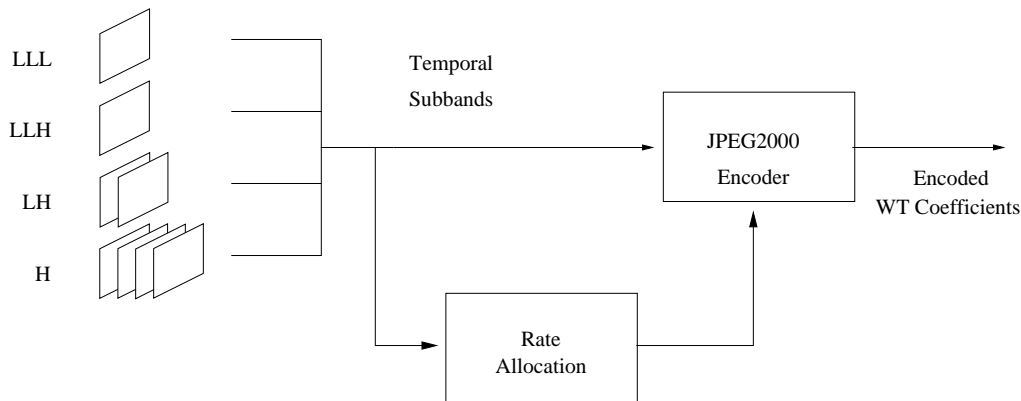 LLL
LLH
LH
H
Temporal
Subbands
JPEG2000
Encoder
Encoded
WT Coefficients
Rate
Allocation